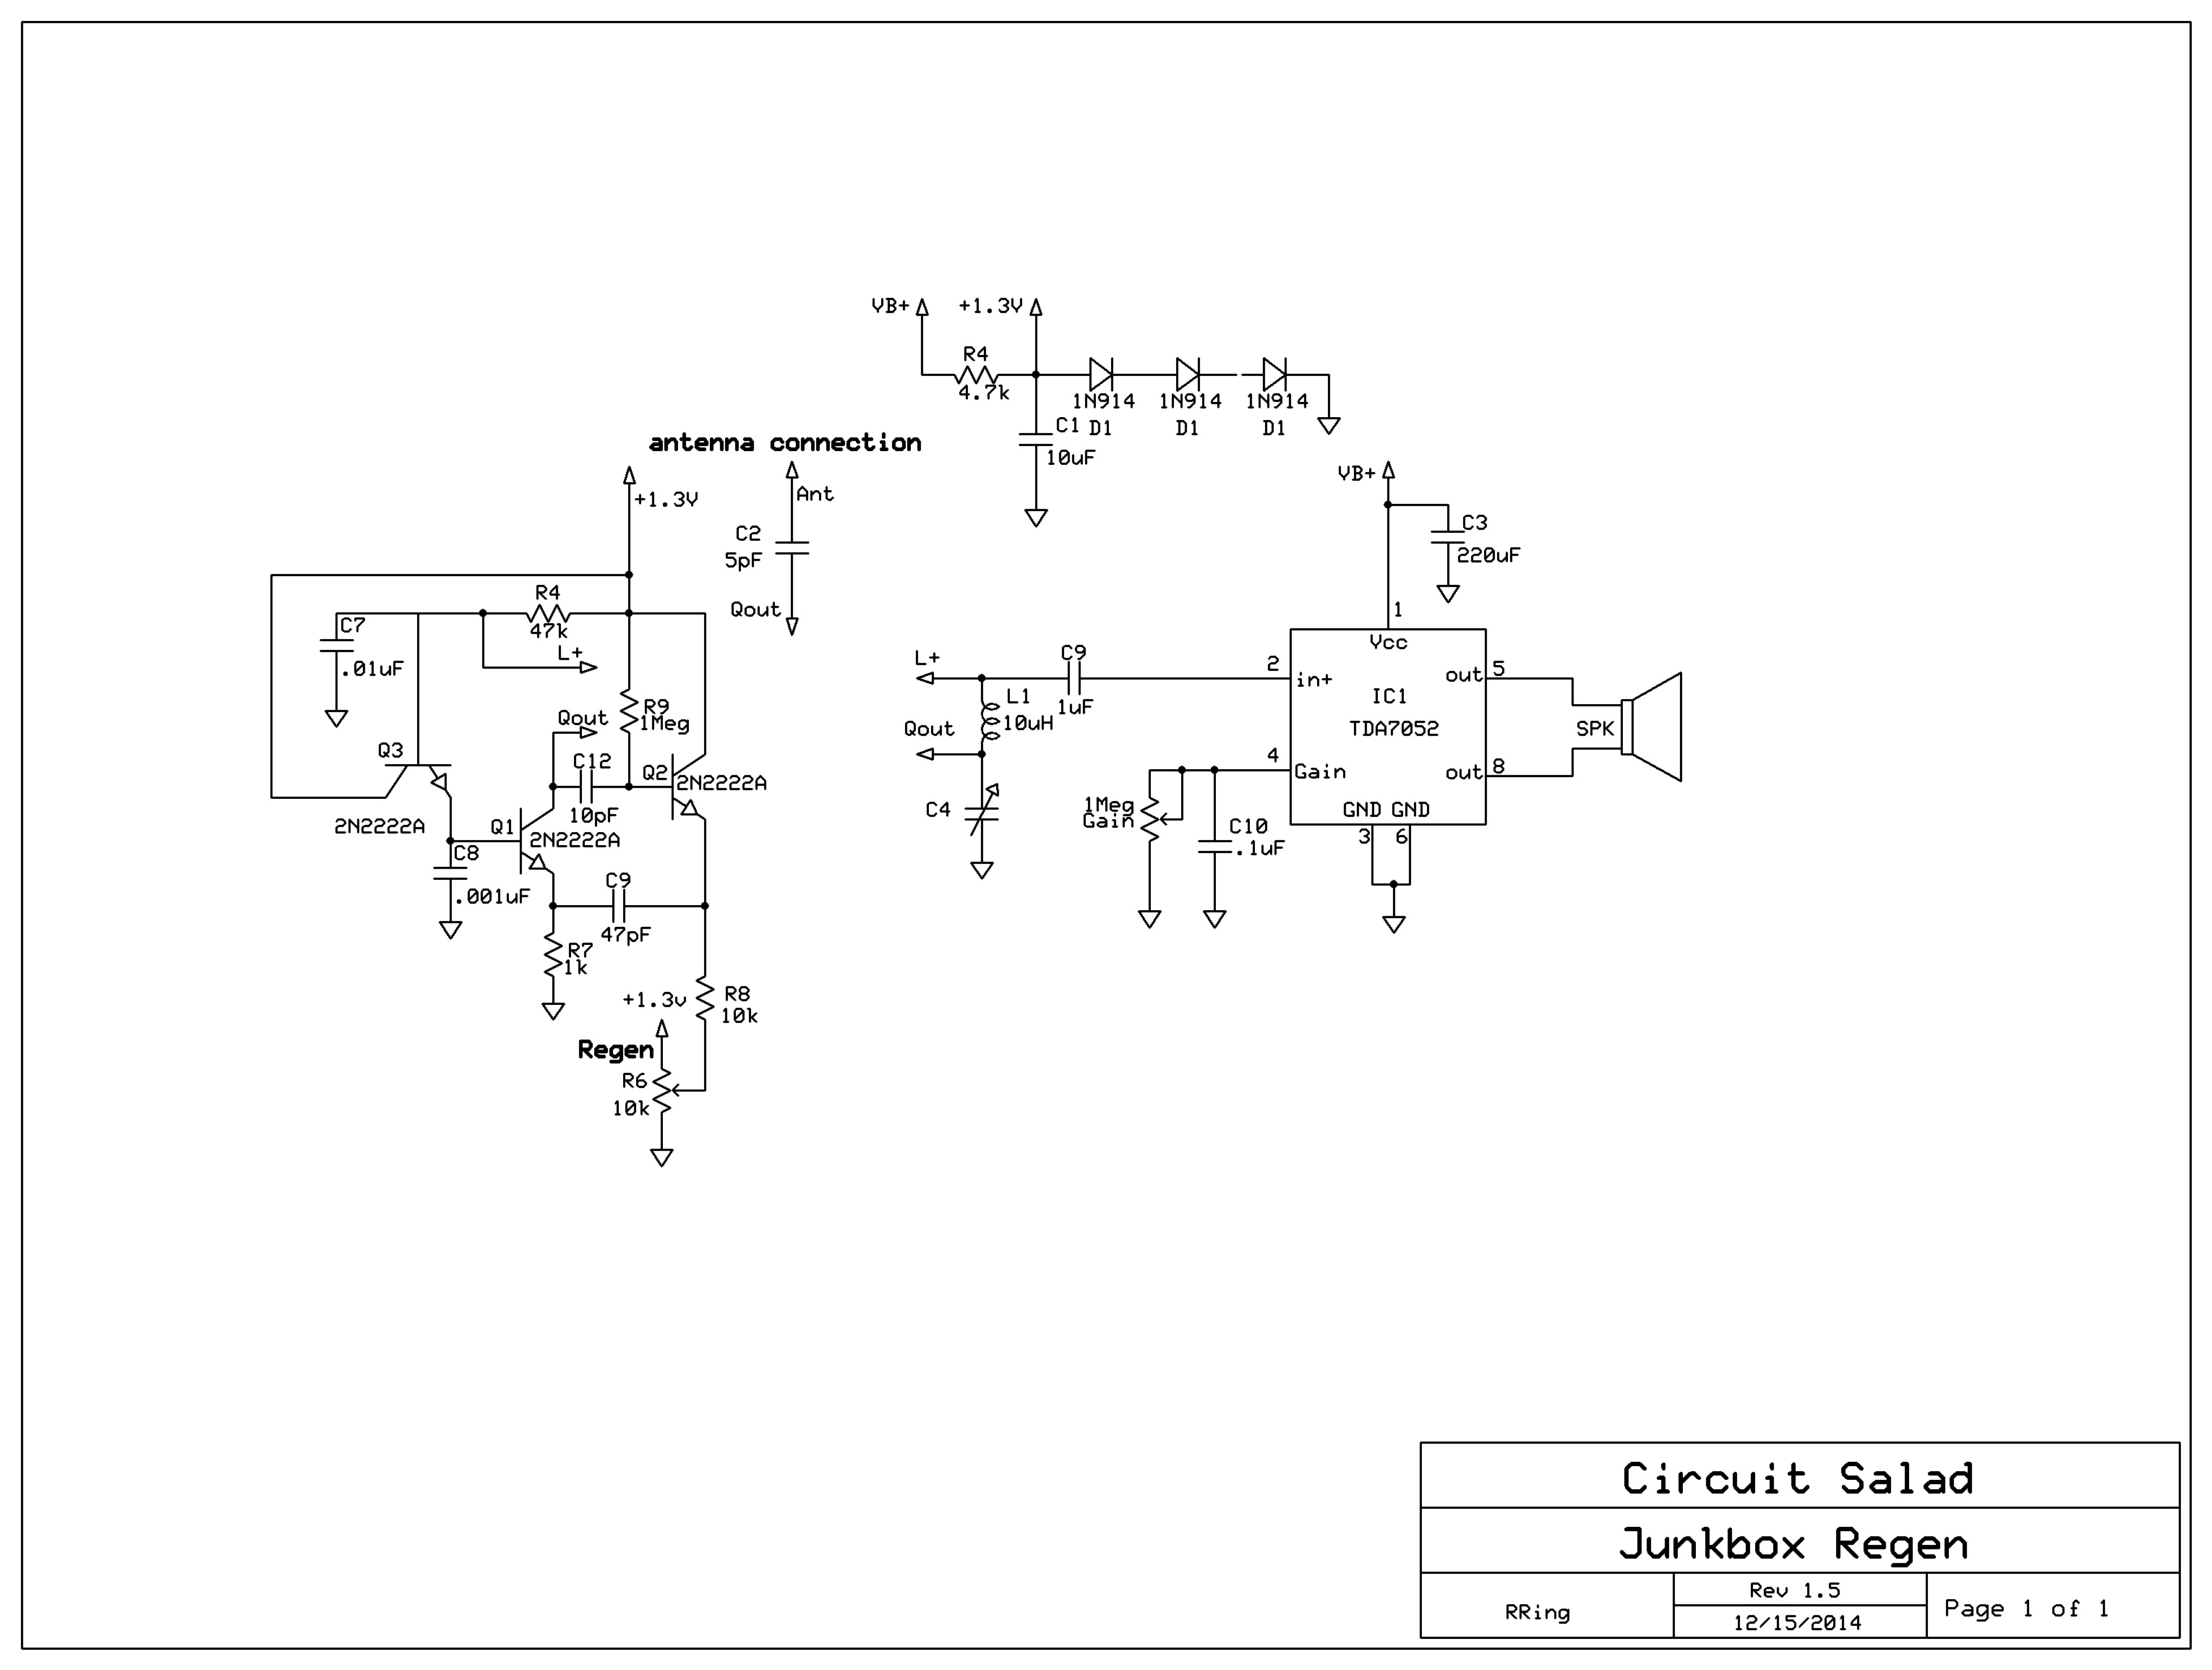 VB+
+1.3V
R4
4.7k
1N914
1N914
1N914
C1
D1
D1
D1
10uF
antenna connection
+1.3V
Ant
C2
5pF
Qout
VB+
C3
220uF
R4
47k
C7
.01uF
L+
R9
1Meg
Qout
Q3
C12
10pF
Q2
2N2222A
2N2222A
Q1
2N2222A
C8
.001uF
C9
47pF
R7
1k
+1.3v
R8
10k
Regen
R6
10k
L+
C9
1uF
L1
10uH
Qout
C4
1Meg
Gain
C10
.1uF
1
Vcc
2
in+
IC1
TDA7052
out
5
SPK
4
Gain
out
8
GND GND
3
6
Circuit Salad
Junkbox Regen
RRing
Rev 1.5
12/15/2014
Page 1 of 1